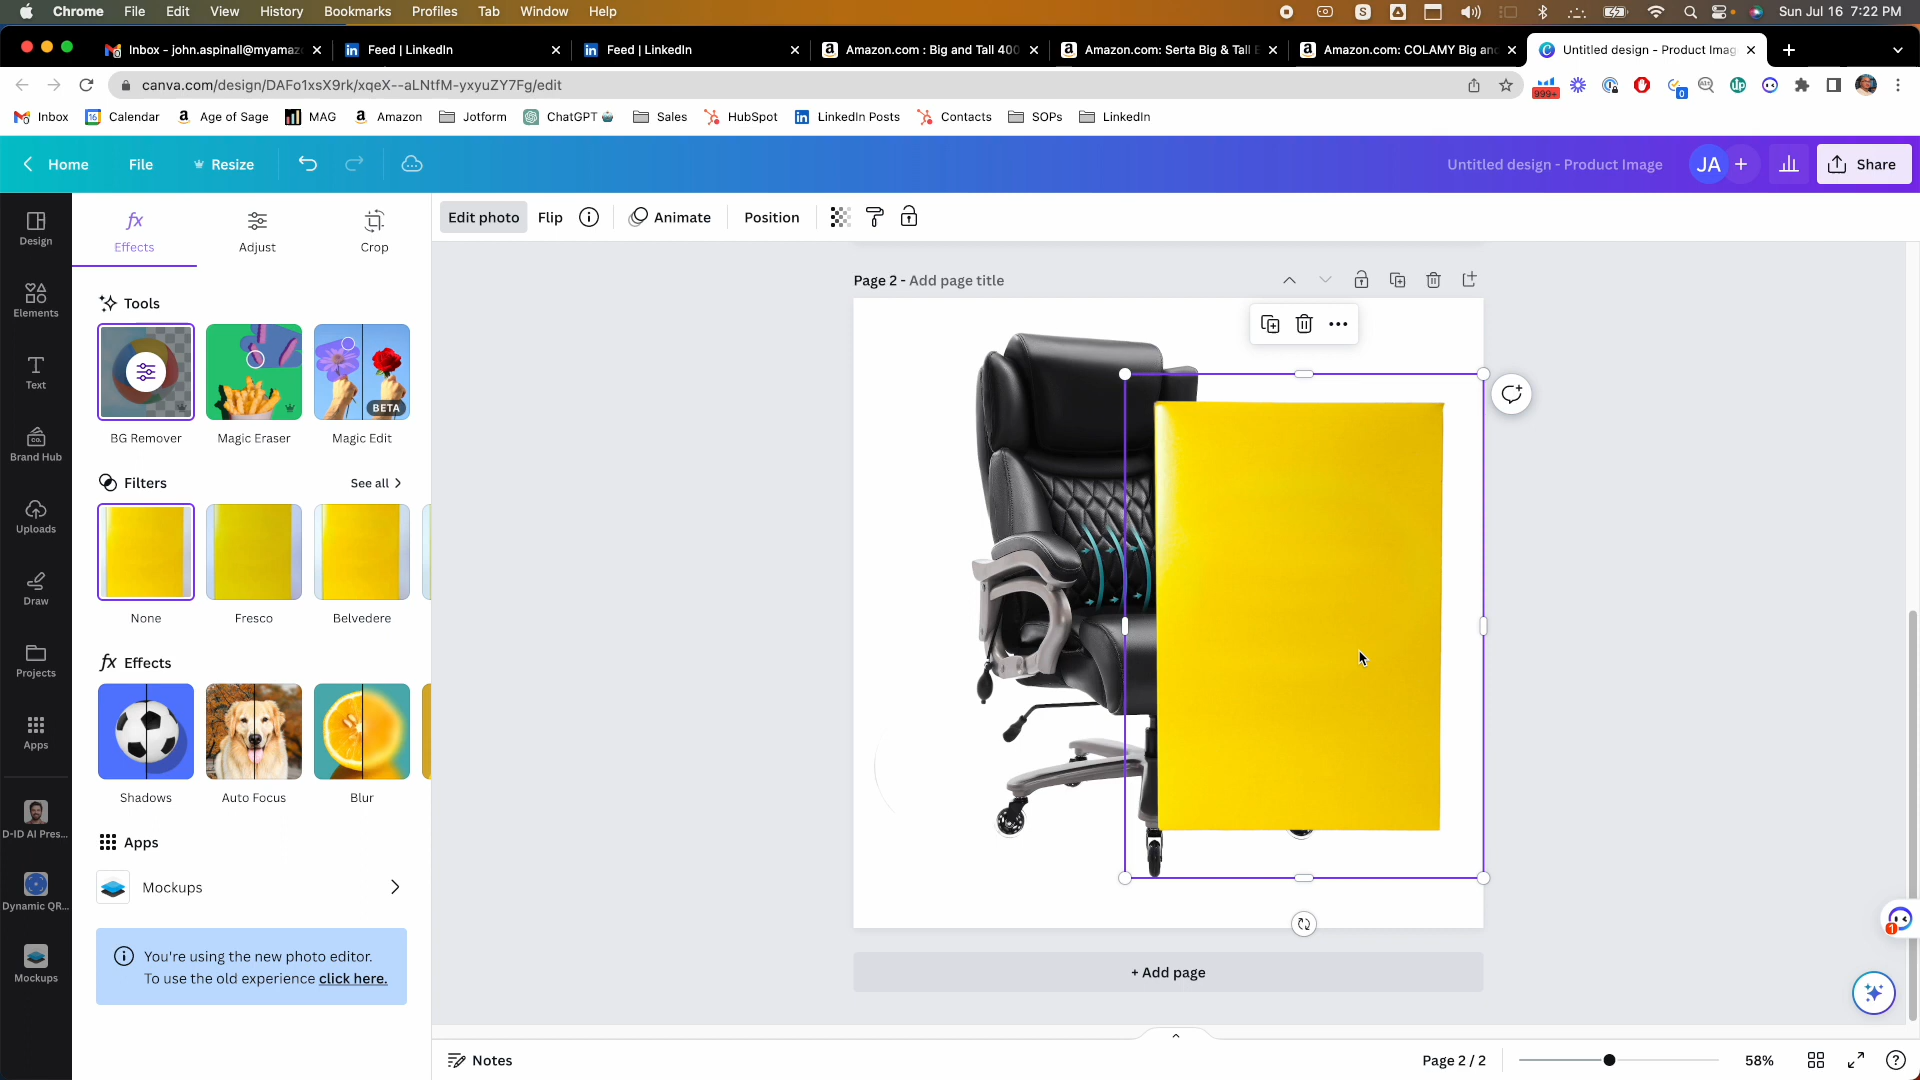 Chrome File Edit View History Bookmarks Profiles Tab Window Help
Sun Jul 16 7:22 PM
Inbox - john.aspinall@myamaz
Feed | LinkedIn
Feed | LinkedIn
Amazon.com : Big and Tall 400
Amazon.com: Serta Big & Tall E
Amazon.com: COLAMY Big an
Untitled design - Product Imag
canva.com/design/DAFo1xsX9rk/xqeX--aLNtfM-yxyuZY7Fg/edit
999+
0
Inbox
Calendar
Age of Sage
MAG
Amazon
Jotform
ChatGPT
Sales
HubSpot
LinkedIn Posts
Contacts
SOPs
LinkedIn
Home
File
Resize
Untitled design - Product Image
JA
Share
Design
Elements
Text
Brand Hub
Uploads
Draw
Projects
Apps
D-ID AI Pres...
Dynamic QR...
Mockups
Effects
Adjust
Crop
Tools
BETA
BG Remover
Magic Eraser
Magic Edit
Filters
See all
None
Fresco
Belvedere
fx Effects
Shadows
Auto Focus
Blur
Apps
Mockups
You're using the new photo editor.
To use the old experience click here.
Edit photo
Flip
Animate
Position
Page 2 - Add page title
+ Add page
Notes
Page 2 / 2
58%
1